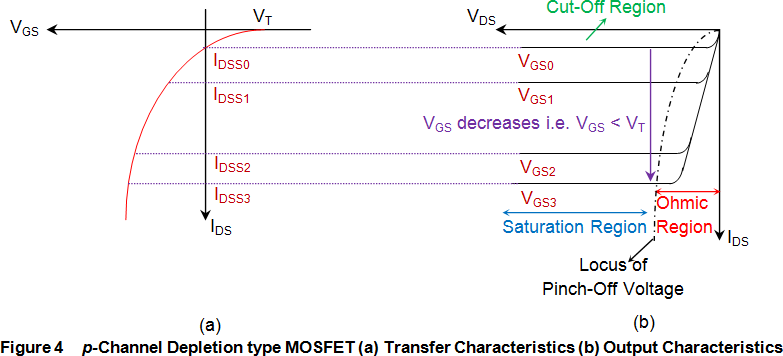 VGS
VT
IDSS0
IDSS1
IDSS2
IDSS3
IDS
(a)
VDS
Cut-Off Region
VGS0
VGS1
VGS decreases i.e. VGS < VT
VGS2
VGS3
Saturation Region
Ohmic
Region
IDS
Locus of
Pinch-Off Voltage
(b)
Figure 4 p-Channel Depletion type MOSFET (a) Transfer Characteristics (b) Output Characteristics